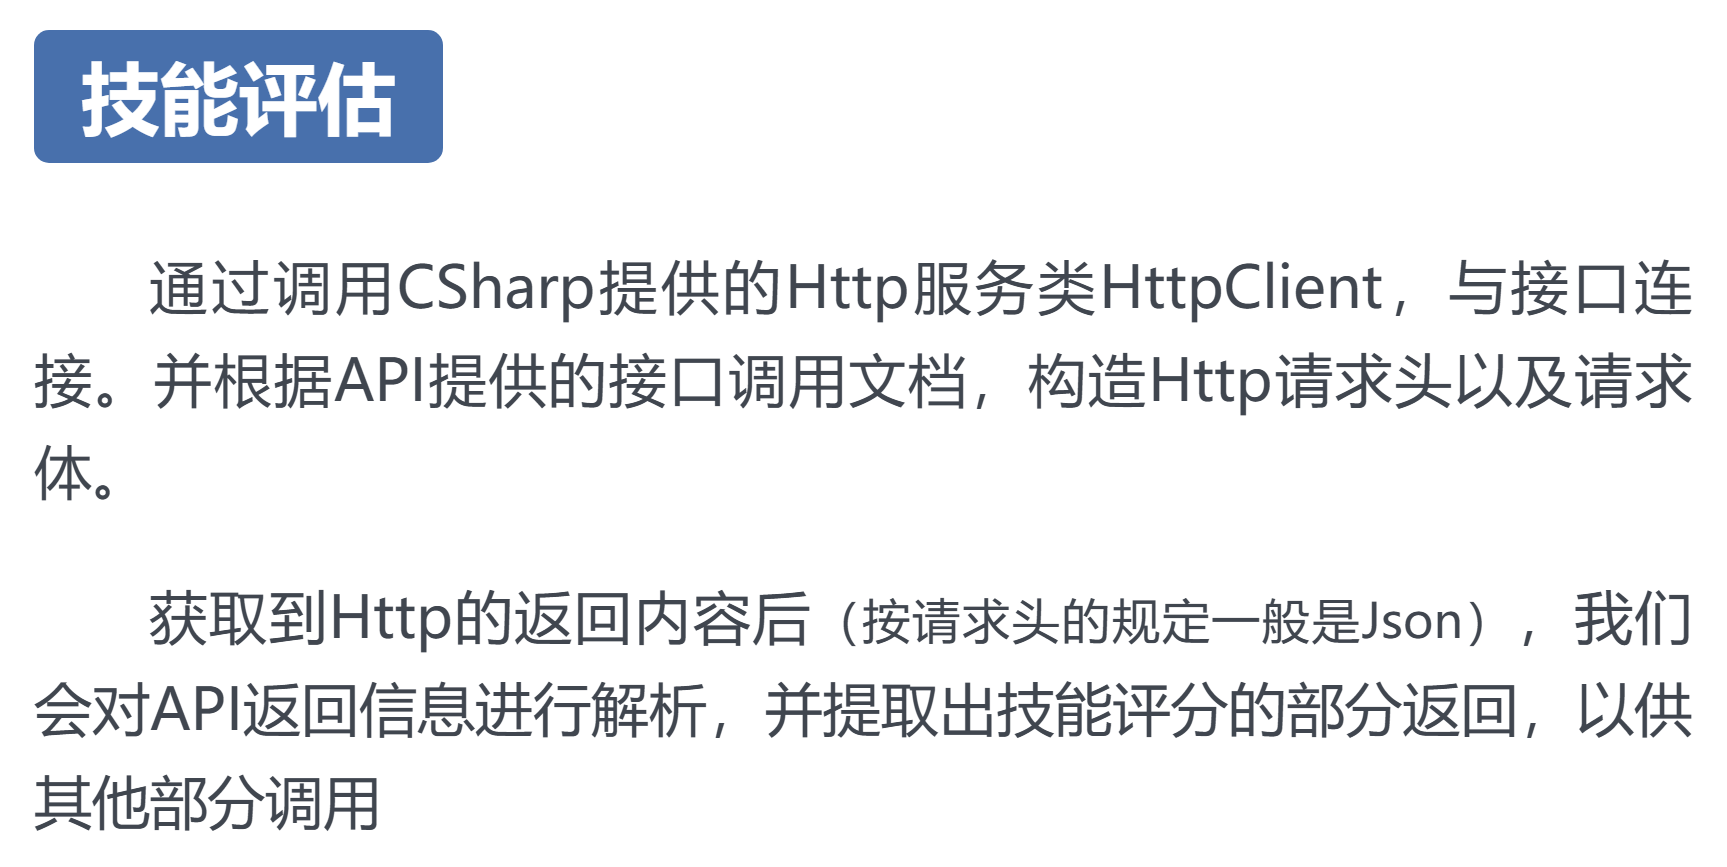 技能评估
通过调用CSharp提供的Http服务类HttpClient，与接口连
接。并根据API提供的接口调用文档，构造Http请求头以及请求
体。
获取到Http的返回内容后（按请求头的规定一般是Json），我们
会对API返回信息进行解析，并提取出技能评分的部分返回，以供
其他部分调用